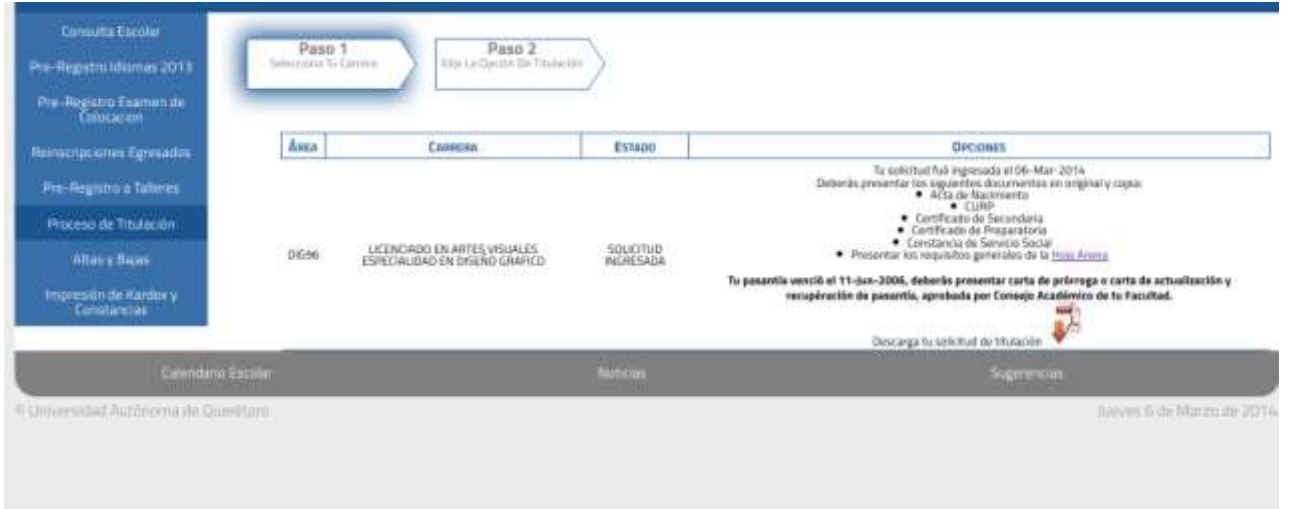 Consulta Escolar
Pre-Registro Idiomas 2013
Pre-Registro Examen de
Colocacion
Reinscripciones Egresados
Pre-Registro a Talleres
Proceso de Titulación
Altas y Bajas
Impresión de Kardex y
Constancias
Paso 1
Selecciona Tu Carrera
Paso 2
Elije La Opción De Titulación
ÁREA CARRERA ESTADO OPCIONES
DIG96
LICENCIADO EN ARTES VISUALES
ESPECIALIDAD EN DISEÑO GRÁFICO
SOLICITUD
INGRESADA
Tu solicitud fué ingresada el 06-Mar-2014
Deberás presentar los siguientes documentos en original y copia:
• Acta de Nacimiento
• CURP
• Certificado de Secundaria
• Certificado de Preparatoria
• Constancia de Servicio Social
• Presentar los requisitos generales de la Hoja Anexa
Tu pasantía venció el 11-Jun-2006, deberás presentar carta de prórroga o carta de actualización y
recupéración de pasantía, aprobada por Consejo Académico de tu Facultad.
Descarga tu solicitud de titulación
Calendario Escolar Noticias Sugerencias
© Universidad Autónoma de Querétaro Jueves 6 de Marzo de 2014